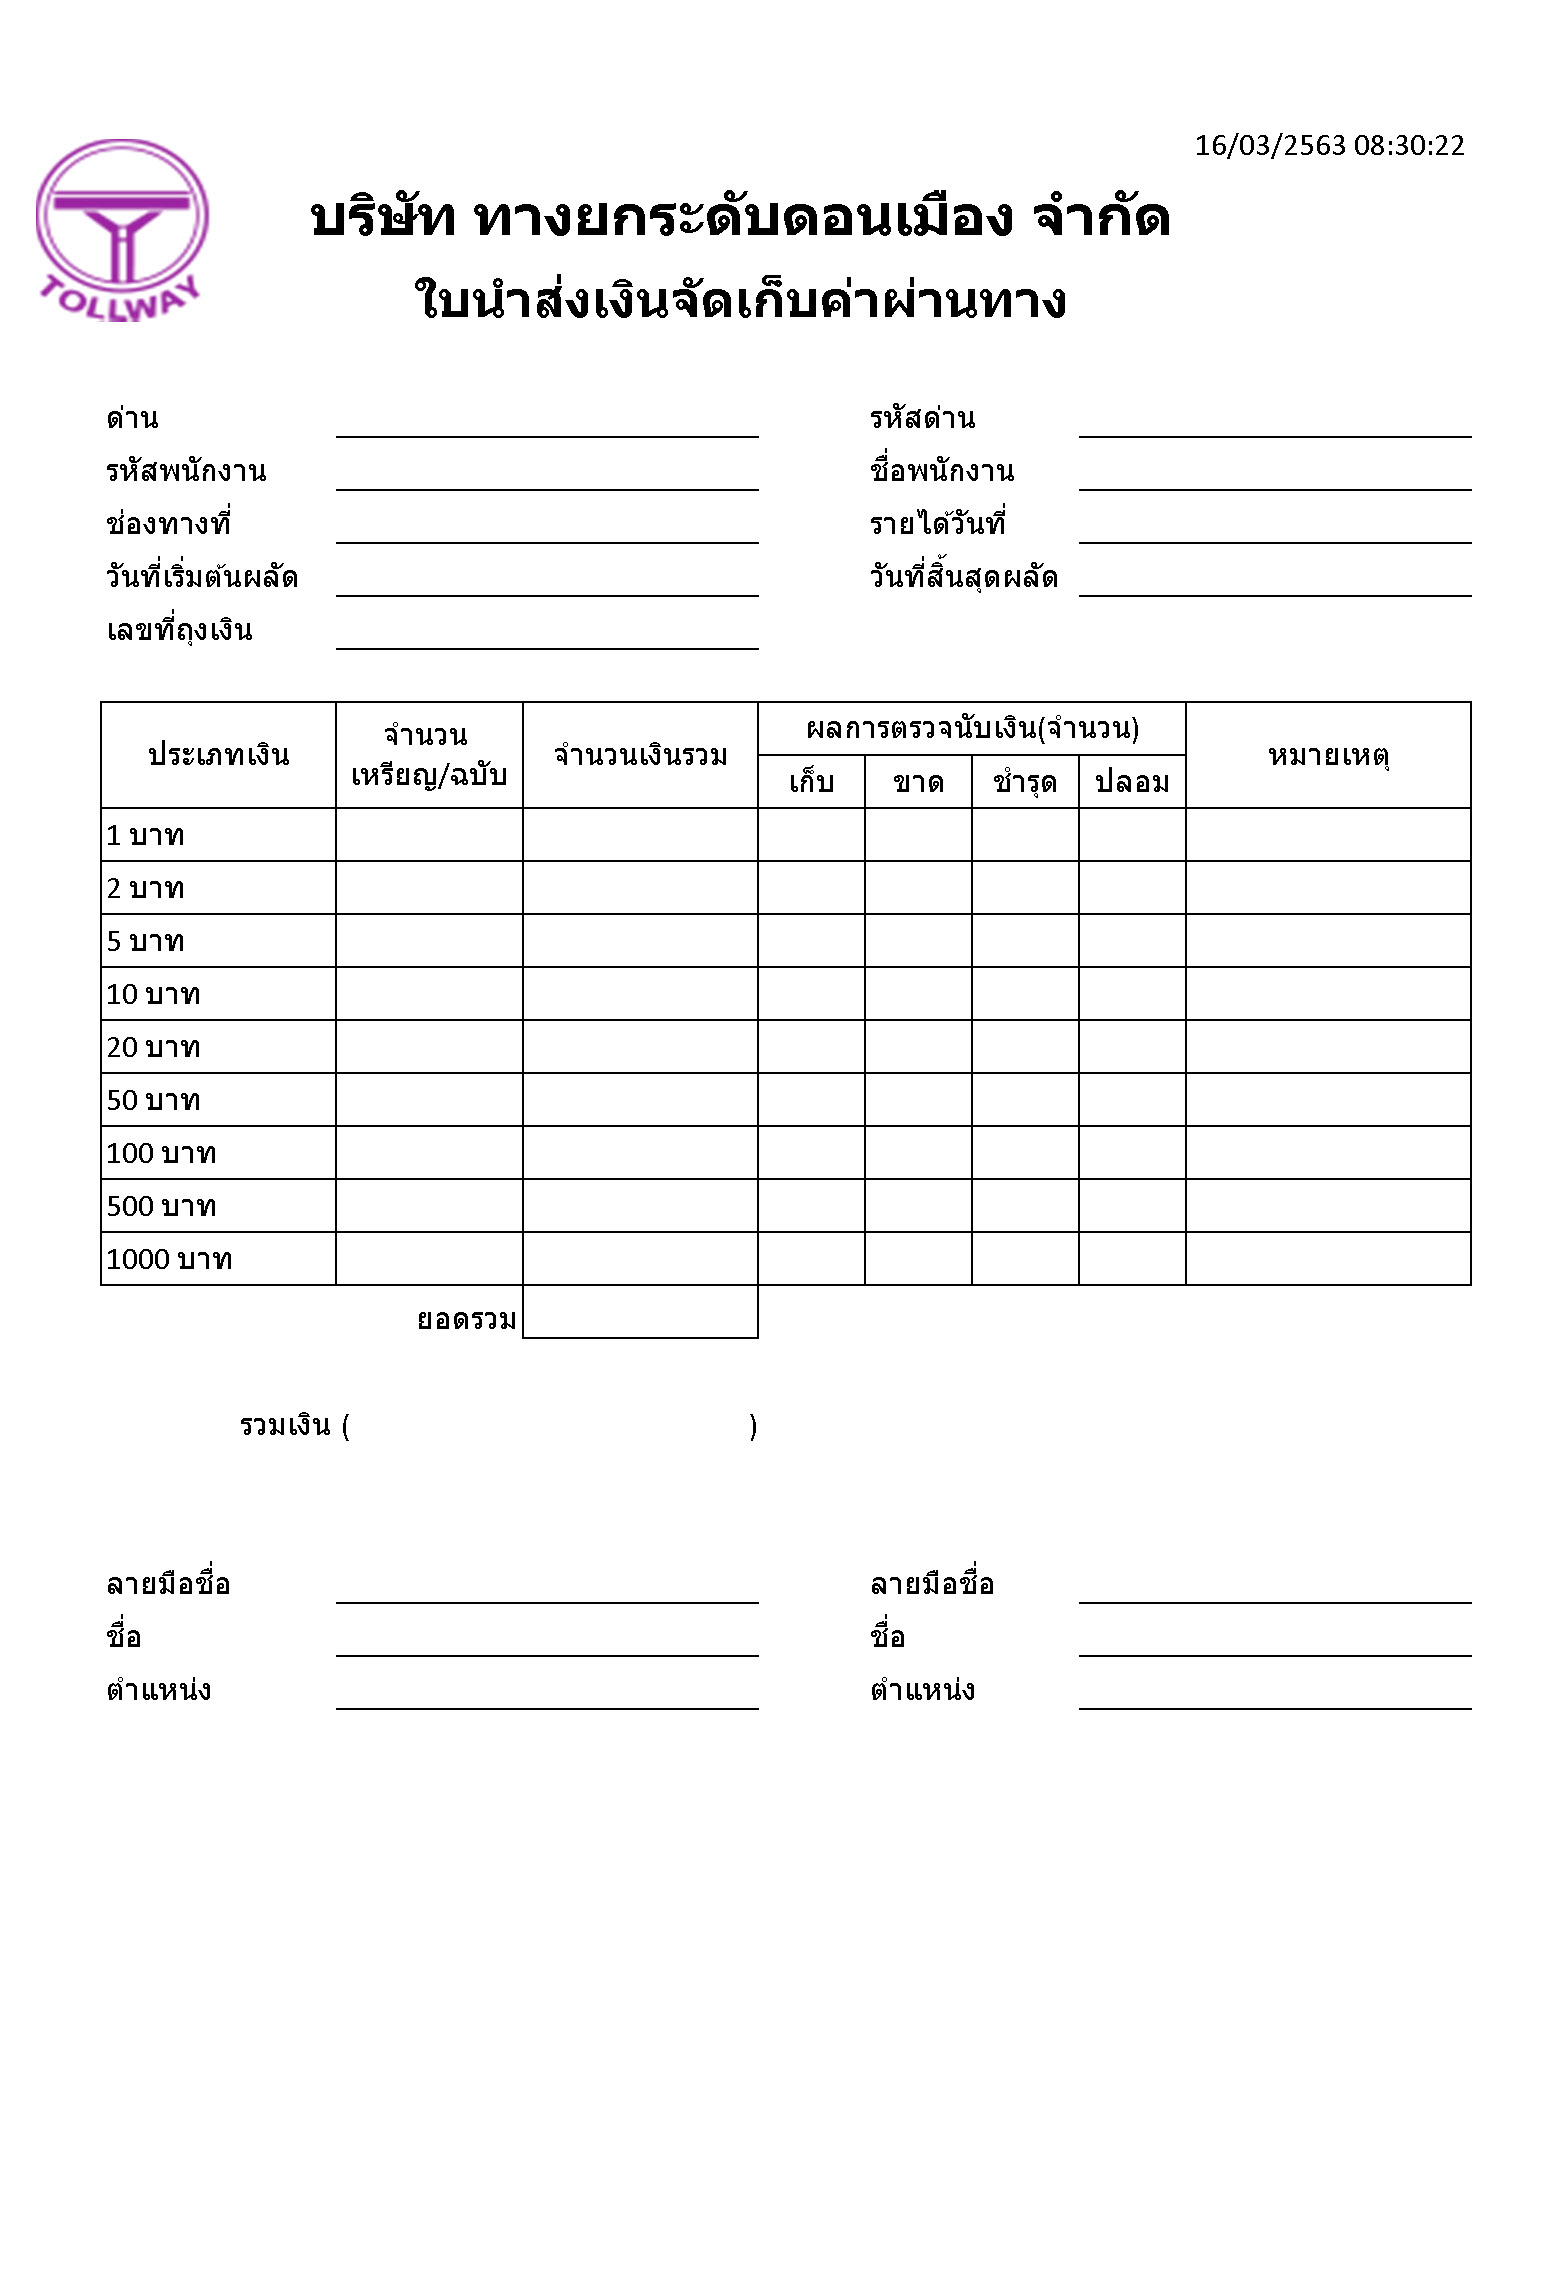 16/03/2563 08:30:22
TOLLWAY
บริษัท ทางยกระดับดอนเมือง จำกัด
ใบนำส่งเงินจัดเก็บค่าผ่านทาง
ด่าน รหัสด่าน
รหัสพนักงาน ชื่อพนักงาน
ช่องทางที่ รายได้วันที่
วันที่เริ่มต้นผลัด วันที่สิ้นสุดผลัด
เลขที่ถุงเงิน
ประเภทเงิน จำนวน เหรียญ/ฉบับ จำนวนเงินรวม ผลการตรวจนับเงิน(จำนวน) หมายเหตุ
เก็บ ขาด ชำรุด ปลอม
1 บาท
2 บาท
5 บาท
10 บาท
20 บาท
50 บาท
100 บาท
500 บาท
1000 บาท
ยอดรวม
รวมเงิน ( )
ลายมือชื่อ ลายมือชื่อ
ชื่อ ชื่อ
ตำแหน่ง ตำแหน่ง